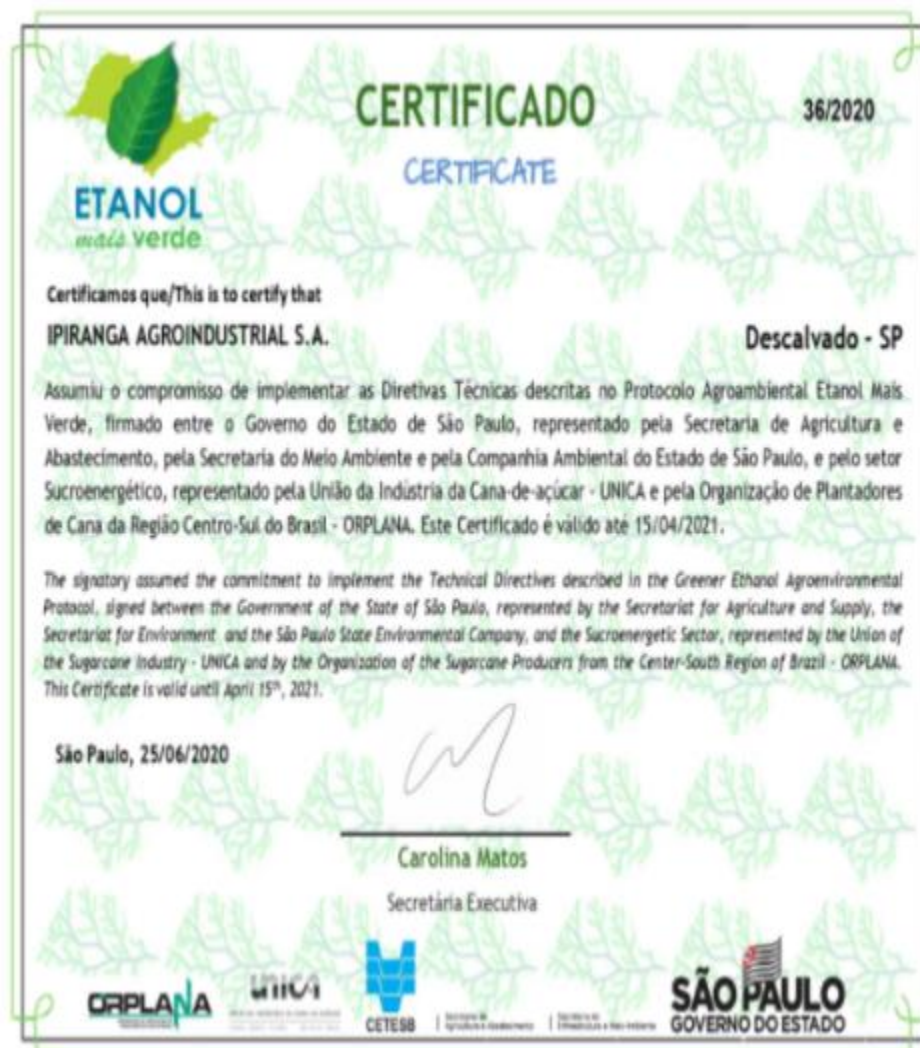 ETANOL
mais verde
CERTIFICADO
CERTIFICATE
36/2020
Certificamos que/This is to certify that
IPIRANGA AGROINDUSTRIAL S.A.
Descalvado - SP
Assumiu o compromisso de implementar as Diretivas Técnicas descritas no Protocolo Agroambiental Etanol Mais
Verde, firmado entre o Governo do Estado de São Paulo, representado pela Secretaria de Agricultura e
Abastecimento, pela Secretaria do Meio Ambiente e pela Companhia Ambiental do Estado de São Paulo, e pelo setor
Sucroenergético, representado pela União da Indústria da Cana-de-açúcar - UNICA e pela Organização de Plantadores
de Cana da Região Centro-Sul do Brasil - ORPLANA. Este Certificado é válido até 15/04/2021.
The signatory assumed the commitment to implement the Technical Directives described in the Greener Ethanol Agroenvironmental
Protocol, signed between the Government of the State of São Paulo, represented by the Secretariat for Agriculture and Supply, the
Secretariat for Environment and the São Paulo State Environmental Company, and the Sucroenergetic Sector, represented by the Union of
the Sugarcane Industry - UNICA and by the Organization of the Sugarcane Producers from the Center-South Region of Brazil - ORPLANA.
This Certificate is valid until April 15th, 2021.
São Paulo, 25/06/2020
Carolina Matos
Secretária Executiva
ORPLANA
unica
CETESB
SÃO PAULO
GOVERNO DO ESTADO